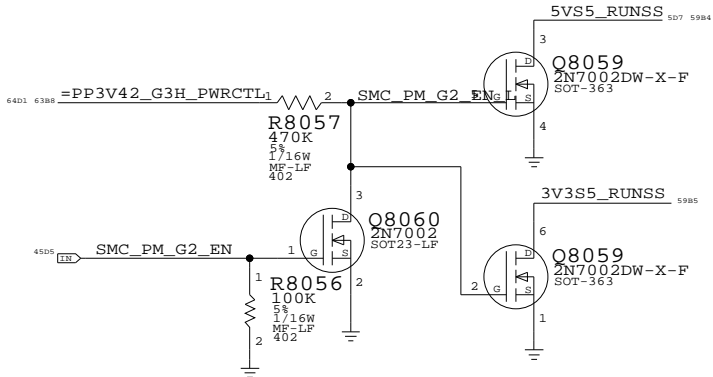 5VS5_RUNSS 5D7 59B4
3
Q8059
2N7002DW-X-F
SOT-363
D
G
S
5
4
64D1 63B8 =PP3V42_G3H_PWRCTL 1 2 SMC_PM_G2_EN_L
R8057
470K
5%
1/16W
MF-LF
402
3
Q8060
2N7002
SOT23-LF
D
G
S
1
2
45D5 IN SMC_PM_G2_EN
1
R8056
100K
5%
1/16W
MF-LF
402
2
3V3S5_RUNSS 59B5
6
Q8059
2N7002DW-X-F
SOT-363
D
2 G
S
1